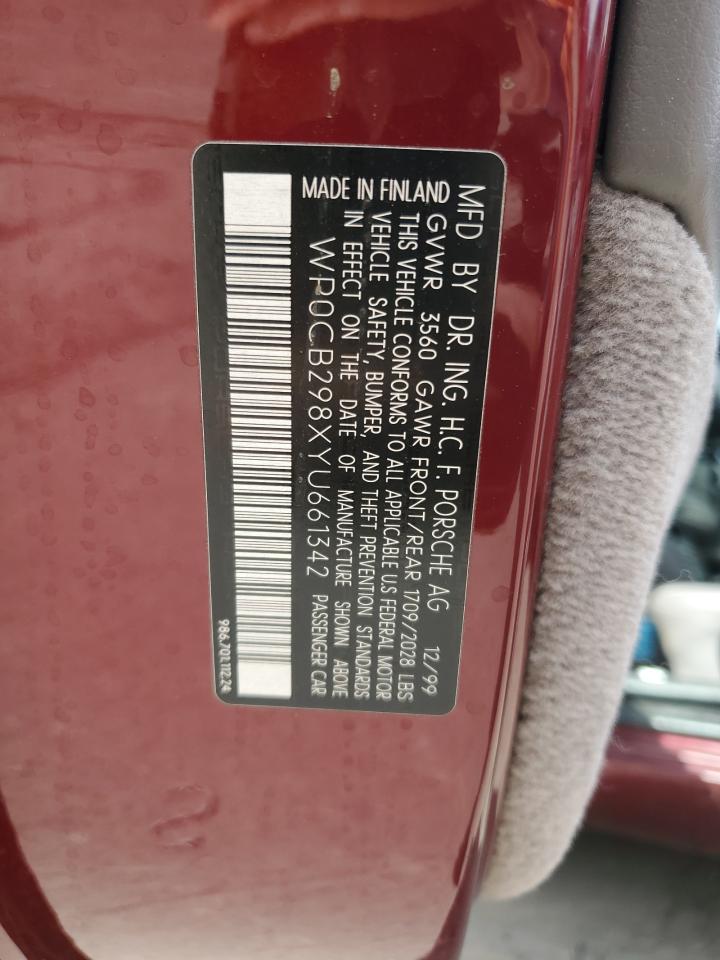 MFD BY DR. ING. H.C. F. PORSCHE AG 12/99
GVWR 3560 GAWR FRONT/REAR 1709/2028 LBS
THIS VEHICLE CONFORMS TO ALL APPLICABLE U.S FEDERAL MOTOR
VEHICLE SAFETY, BUMPER, AND THEFT PREVENTION STANDARDS
IN EFFECT ON THE DATE OF MANUFACTURE SHOWN ABOVE
MADE IN FINLAND
WP0CB298XYU661342 PASSENGER CAR
986.701.112.24